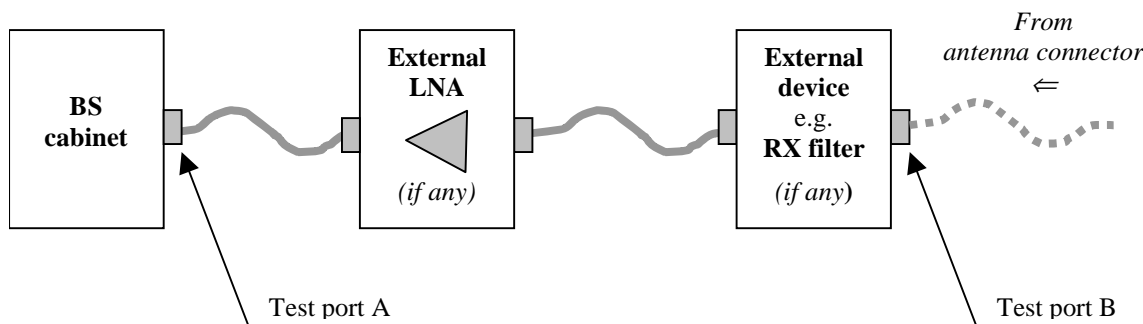 BS
cabinet
External
LNA
(if any)
External
device
e.g.
RX filter
(if any)
From
antenna connector
⇐
Test port A
Test port B